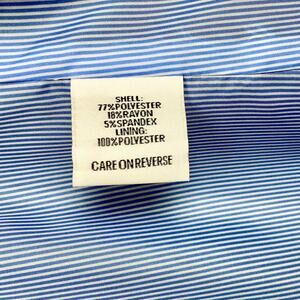 SHELL:
77%POLYESTER
18%RAYON
5%SPANDEX
LINING:
100%POLYESTER
CARE ON REVERSE